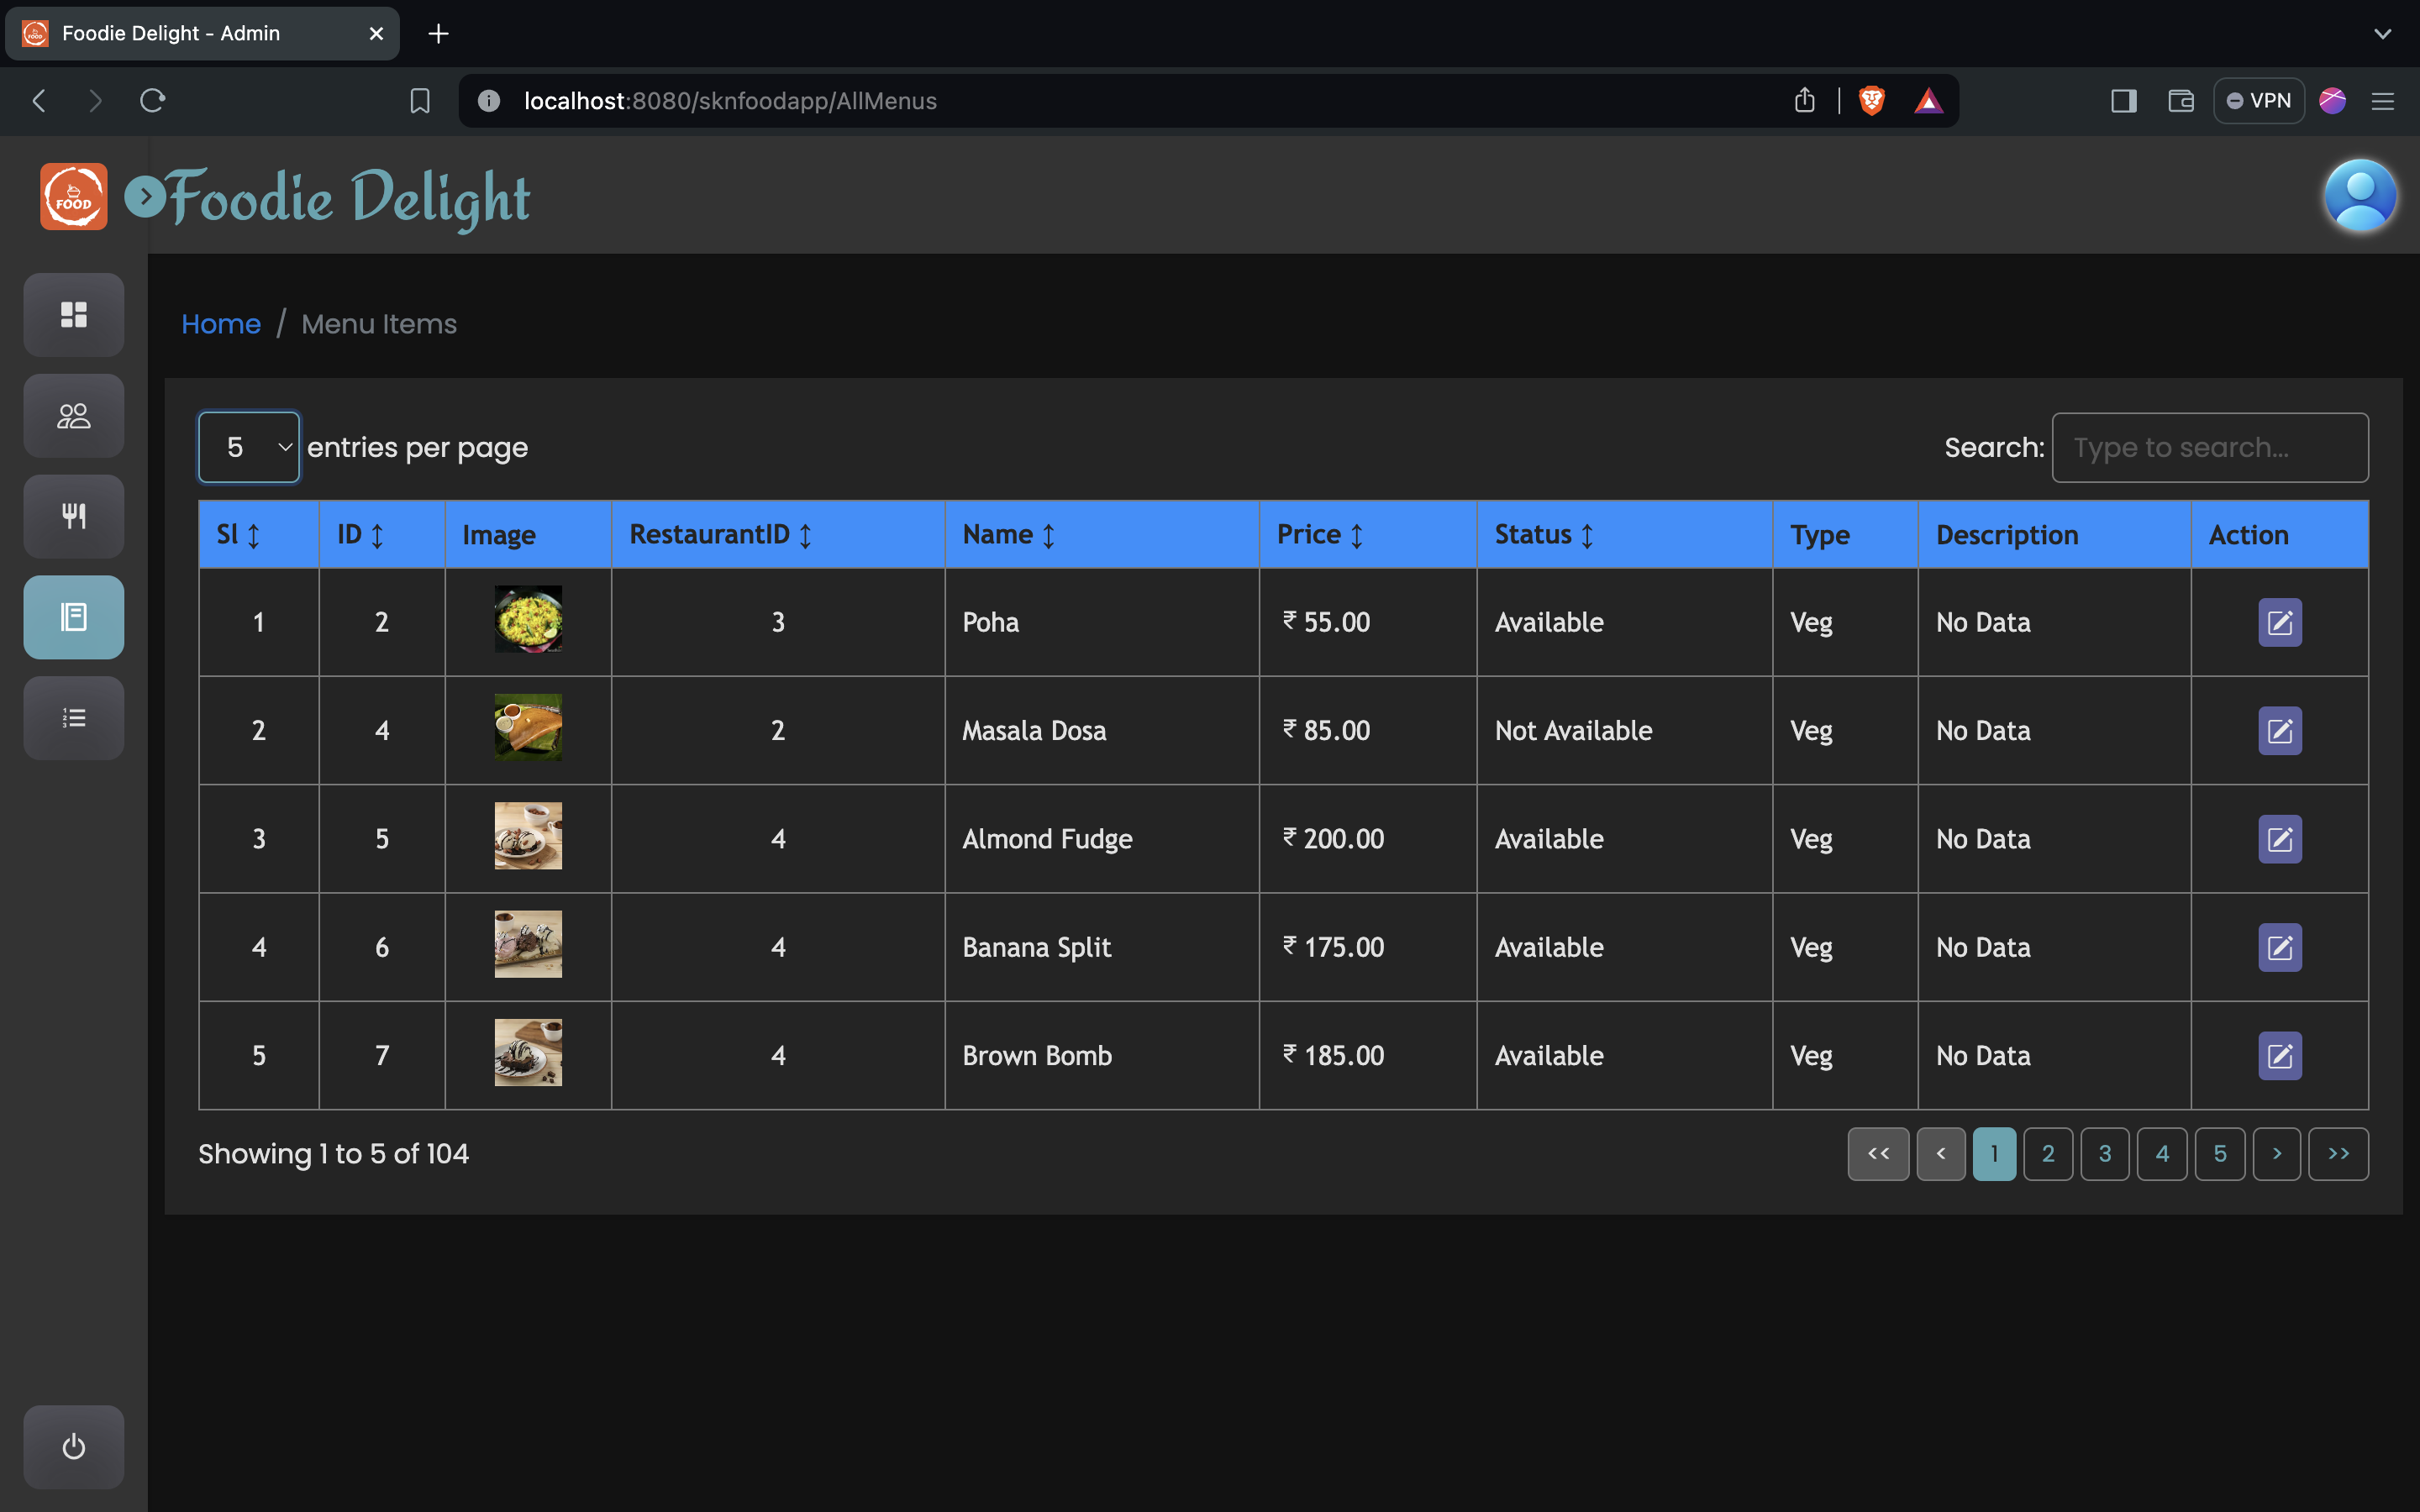 Foodie Delight - Admin
localhost:8080/sknfoodapp/AllMenus
VPN
FOOD
Foodie Delight
Home / Menu Items
5 entries per page
Search: Type to search...
Sl ID Image RestaurantID Name Price Status Type Description Action
1 2 3 Poha ₹ 55.00 Available Veg No Data
2 4 2 Masala Dosa ₹ 85.00 Not Available Veg No Data
3 5 4 Almond Fudge ₹ 200.00 Available Veg No Data
4 6 4 Banana Split ₹ 175.00 Available Veg No Data
5 7 4 Brown Bomb ₹ 185.00 Available Veg No Data
Showing 1 to 5 of 104
<< < 1 2 3 4 5 > >>